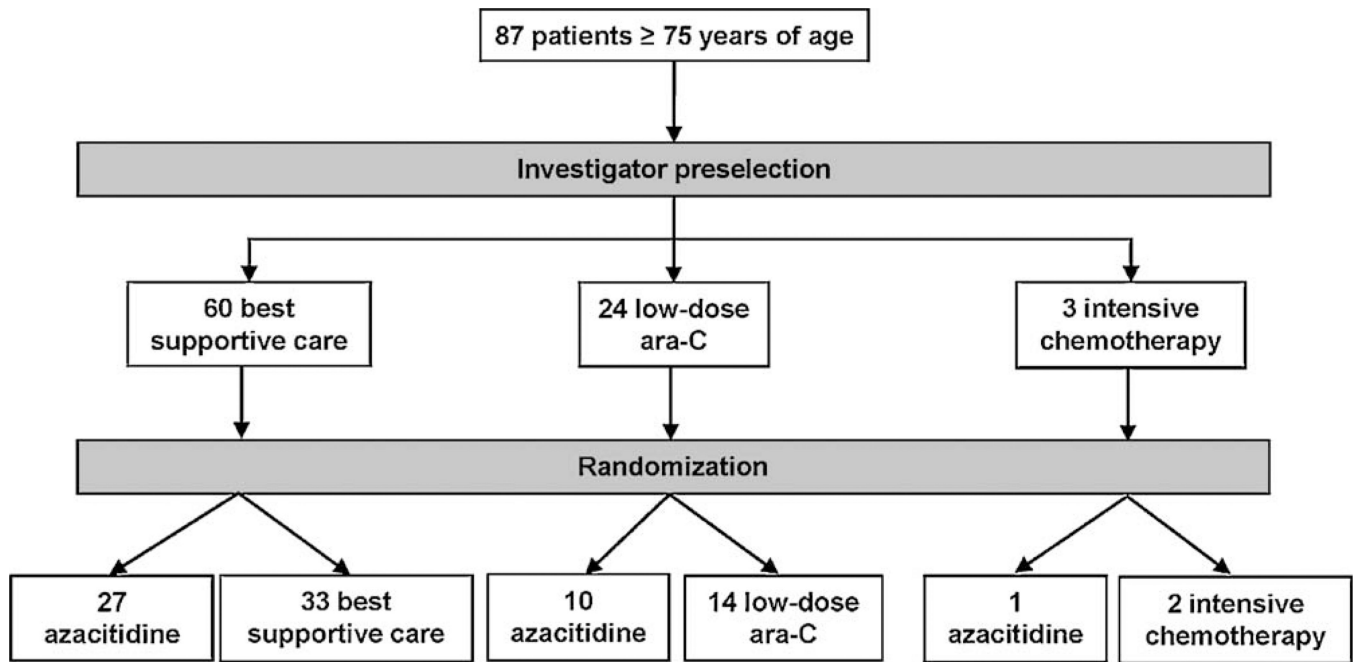 87 patients ≥ 75 years of age
Investigator preselection
60 best
supportive care
24 low-dose
ara-C
3 intensive
chemotherapy
Randomization
27
azacitidine
33 best
supportive care
10
azacitidine
14 low-dose
ara-C
1
azacitidine
2 intensive
chemotherapy